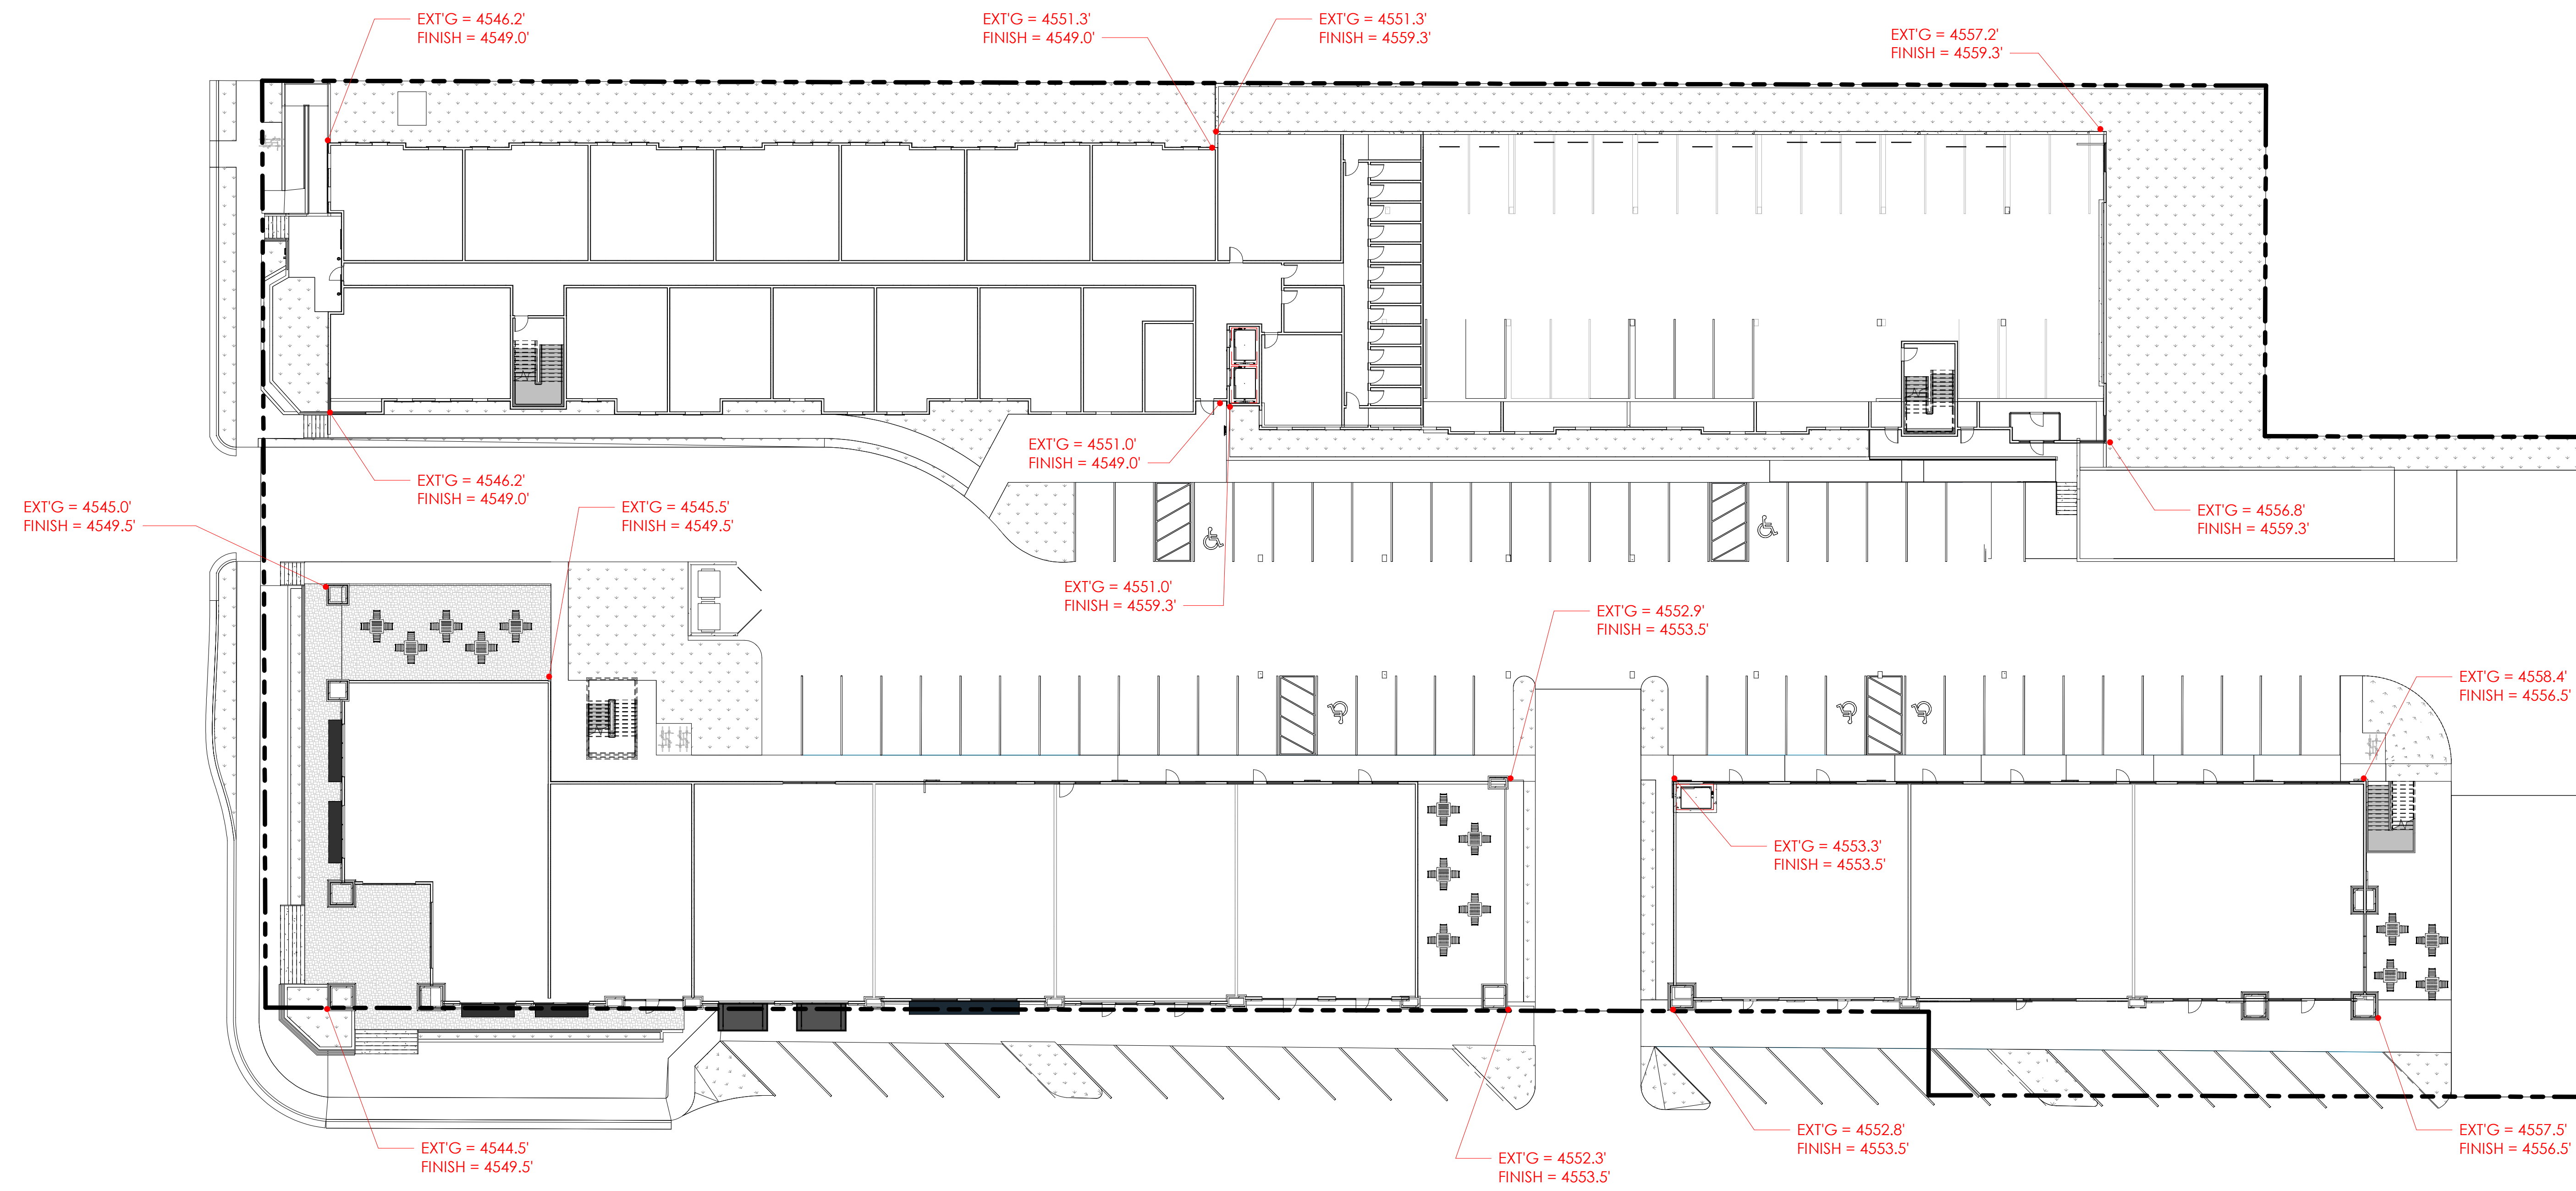 EXT'G = 4546.2'
FINISH = 4549.0'
EXT'G = 4551.3'
FINISH = 4549.0'
EXT'G = 4551.3'
FINISH = 4559.3'
EXT'G = 4557.2'
FINISH = 4559.3'
EXT'G = 4551.0'
FINISH = 4549.0'
EXT'G = 4546.2'
FINISH = 4549.0'
EXT'G = 4545.0'
FINISH = 4549.5'
EXT'G = 4545.5'
FINISH = 4549.5'
EXT'G = 4556.8'
FINISH = 4559.3'
EXT'G = 4551.0'
FINISH = 4559.3'
EXT'G = 4552.9'
FINISH = 4553.5'
EXT'G = 4558.4'
FINISH = 4556.5'
EXT'G = 4553.3'
FINISH = 4553.5'
EXT'G = 4544.5'
FINISH = 4549.5'
EXT'G = 4552.3'
FINISH = 4553.5'
EXT'G = 4552.8'
FINISH = 4553.5'
EXT'G = 4557.5'
FINISH = 4556.5'